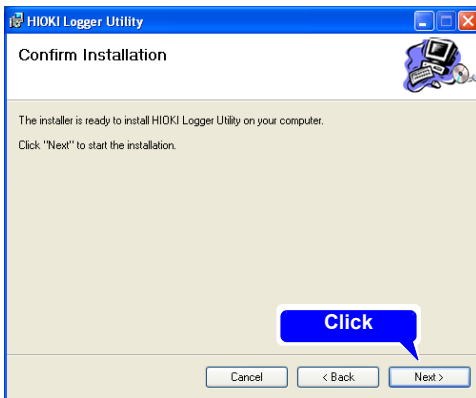 HIOKI Logger Utility
Confirm Installation
The installer is ready to install HIOKI Logger Utility on your computer.
Click "Next" to start the installation.
Click
Cancel
< Back
Next >